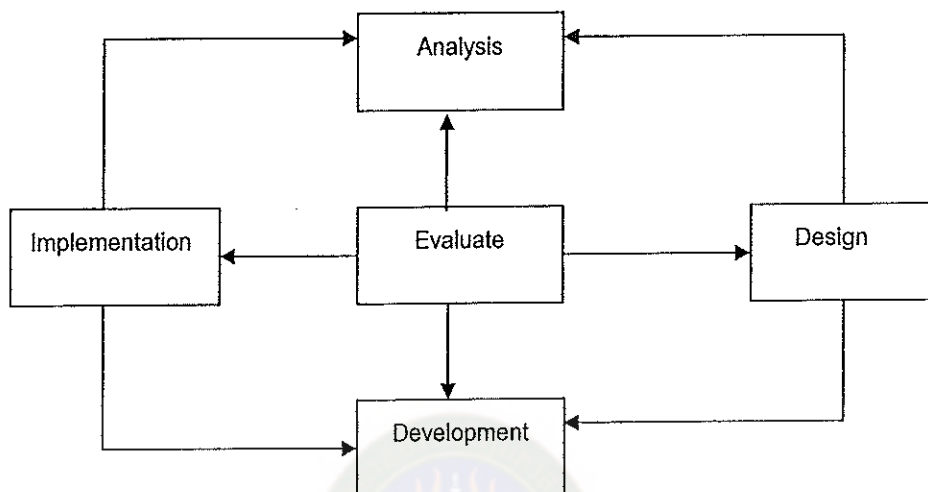 Analysis
Implementation
Evaluate
Design
Development